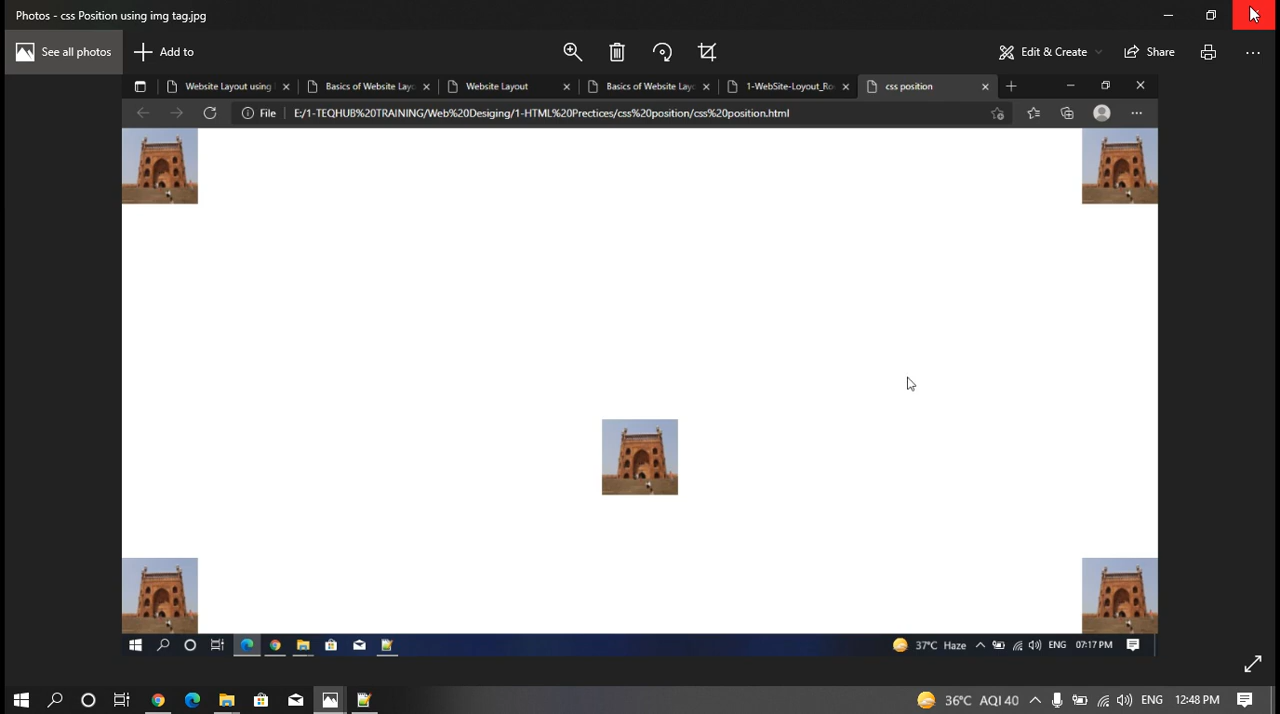 Photos - css Position using img tag.jpg
See all photos
Add to
Edit & Create
Share
Website Layout using
Basics of Website Layo
Website Layout
Basics of Website Layo
1-WebSite-Loyout_Ro
css position
File
E:/1-TEQHUB%20TRAINING/Web%20Desiging/1-HTML%20Prectices/css%20position/css%20position.html
37°C Haze
ENG
07:17 PM
36°C AQI 40
ENG
12:48 PM